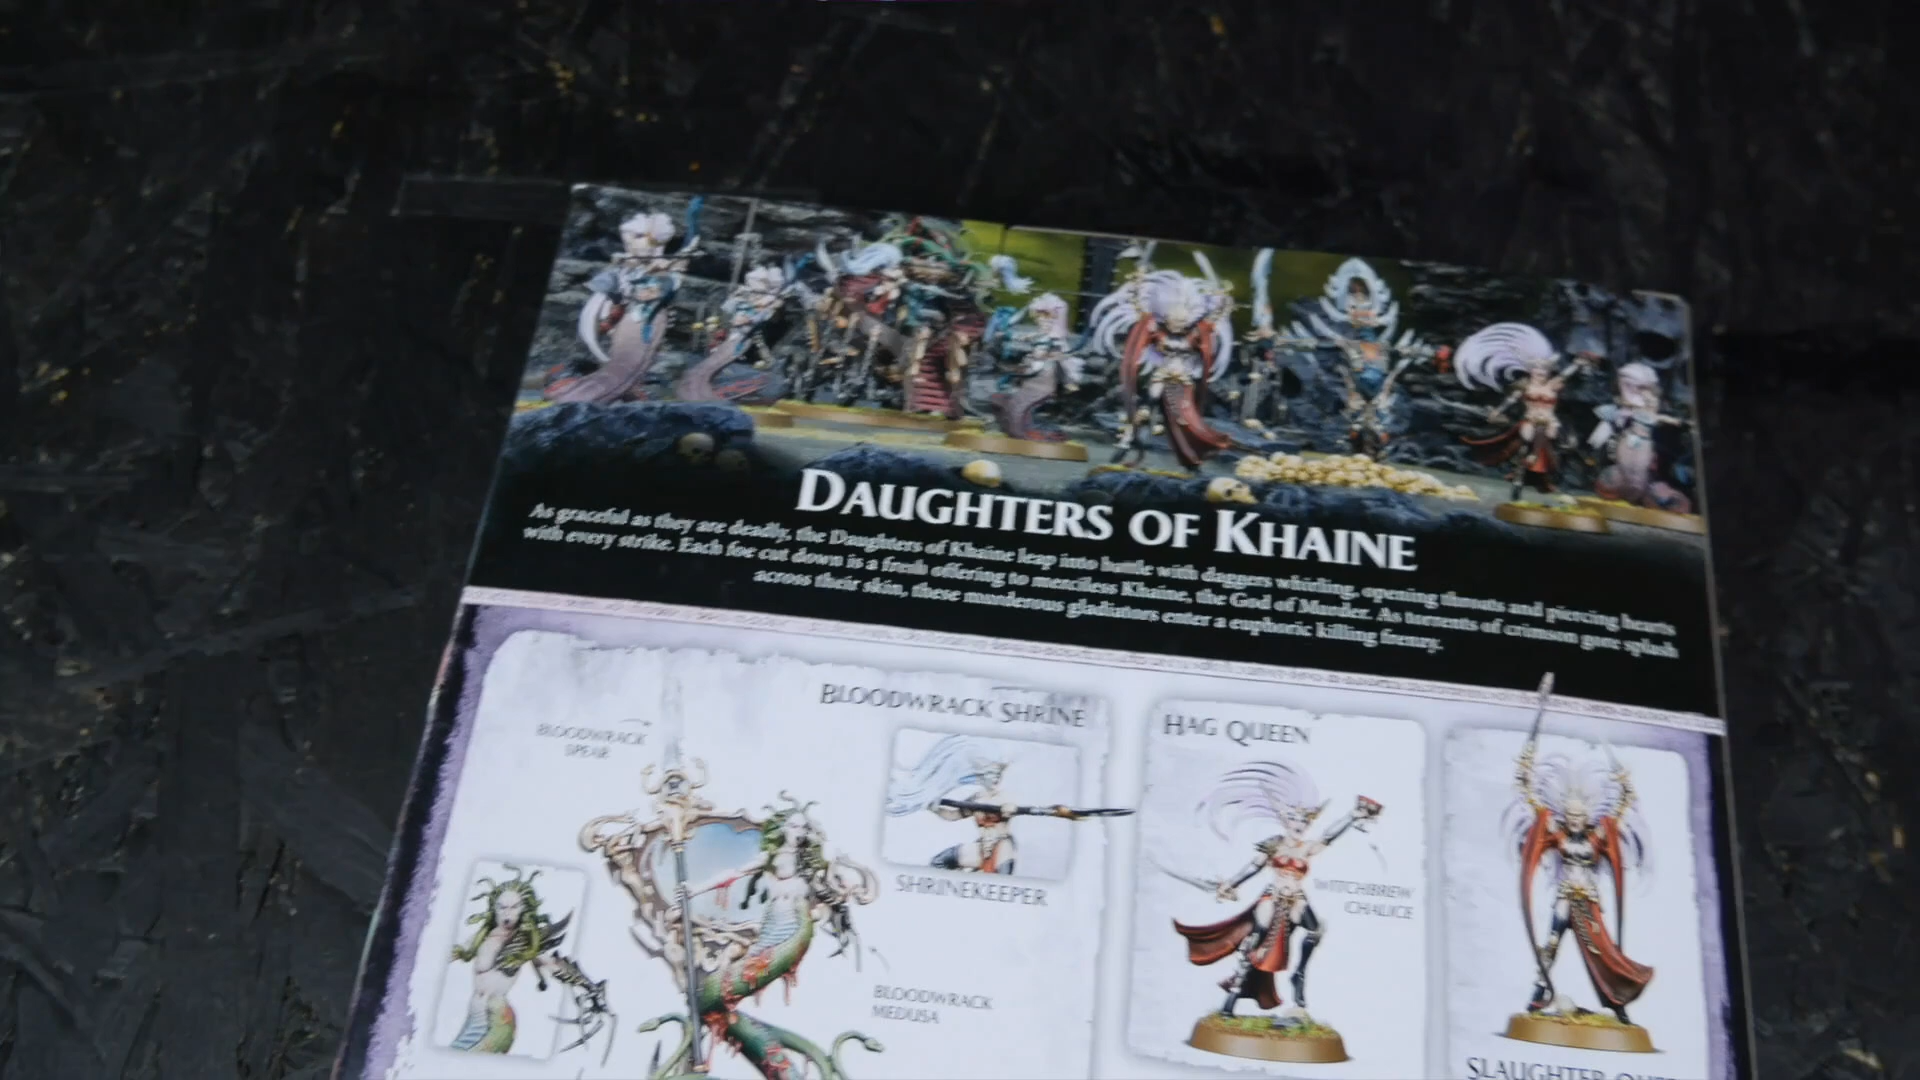 DAUGHTERS OF KHAINE
As graceful as they are deadly, the Daughters of Khaine leap into battle with daggers whirling, opening throats and piercing hearts
with every strike. Each foe cut down is a fresh offering to merciless Khaine, the God of Murder. As torrents of crimson gore splash
across their skin, these murderous gladiators enter a euphoric killing frenzy.
BLOODWRACK SHRINE
BLOODWRACK
SPEAR
SHRINEKEEPER
BLOODWRACK
MEDUSA
HAG QUEEN
WITCHBREW
CHALICE
SLAUGHTER